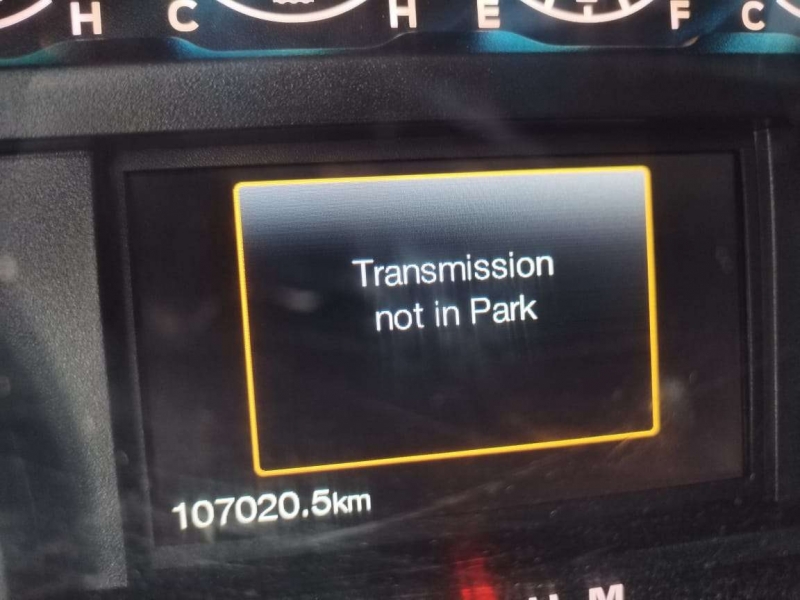 H C H E F C
Transmission
not in Park
107020.5km
M